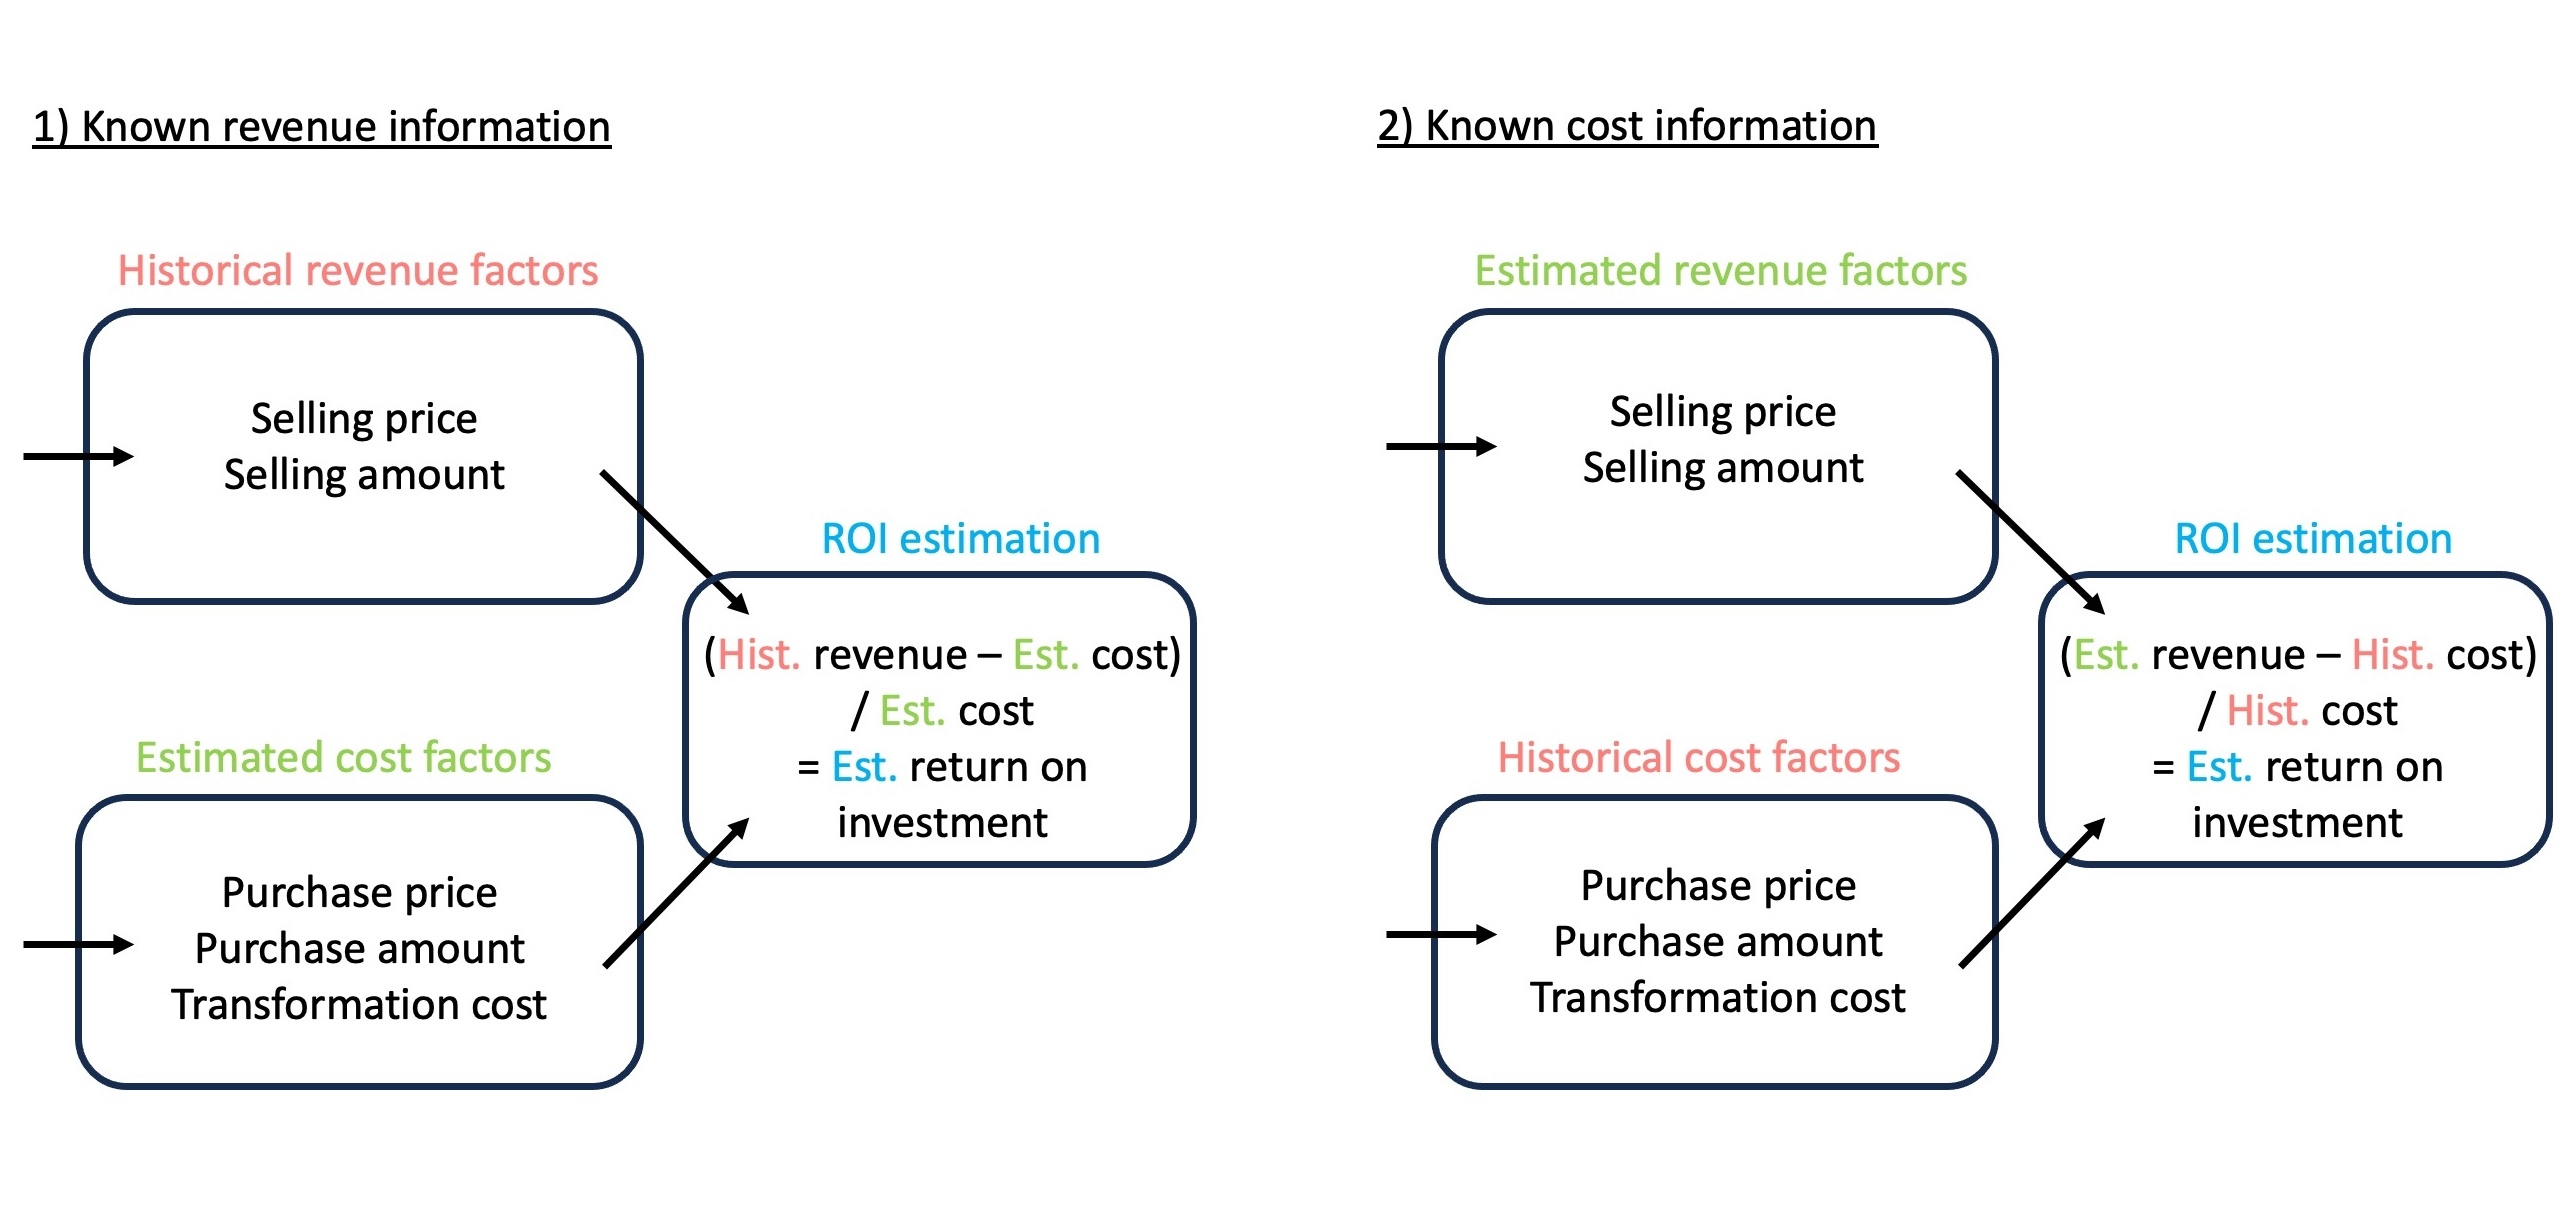 1) Known revenue information
Historical revenue factors
Selling price
Selling amount
Estimated cost factors
Purchase price
Purchase amount
Transformation cost
ROI estimation
(Hist. revenue – Est. cost)
/ Est. cost
= Est. return on
investment
2) Known cost information
Estimated revenue factors
Selling price
Selling amount
Historical cost factors
Purchase price
Purchase amount
Transformation cost
ROI estimation
(Est. revenue – Hist. cost)
/ Hist. cost
= Est. return on
investment